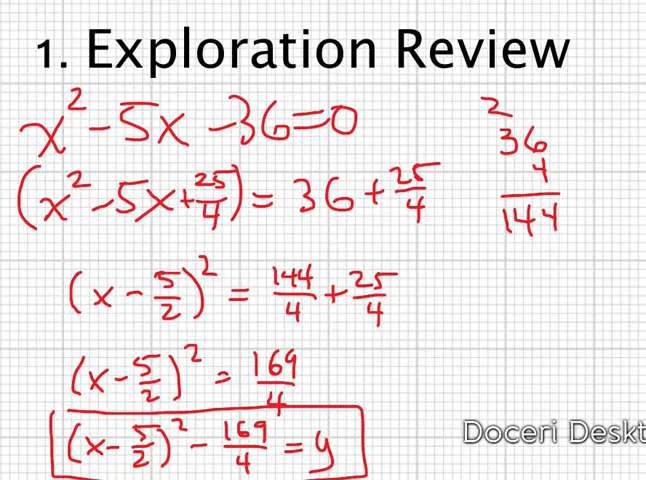 1. Exploration Review
x² - 5x - 36 = 0
(x² - 5x + 25/4) = 36 + 25/4
(x - 5/2)² = 144/4 + 25/4
(x - 5/2)² = 169/4
(x - 5/2)² - 169/4 = y
2
36
4
144
Doceri Deskt